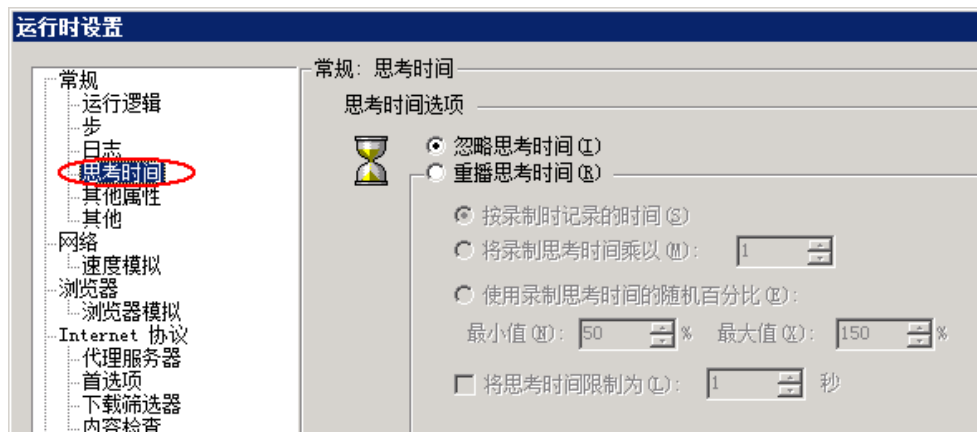 运行时设置
常规
运行逻辑
步
日志
思考时间
其他属性
其他
网络
速度模拟
浏览器
浏览器模拟
Internet 协议
代理服务器
首选项
下载筛选器
内容检查
常规: 思考时间
思考时间选项
忽略思考时间(I)
重播思考时间(R)
按录制时记录的时间(S)
将录制思考时间乘以(M): 1
使用录制思考时间的随机百分比(E):
最小值(N): 50 % 最大值(X): 150 %
将思考时间限制为(L): 1 秒